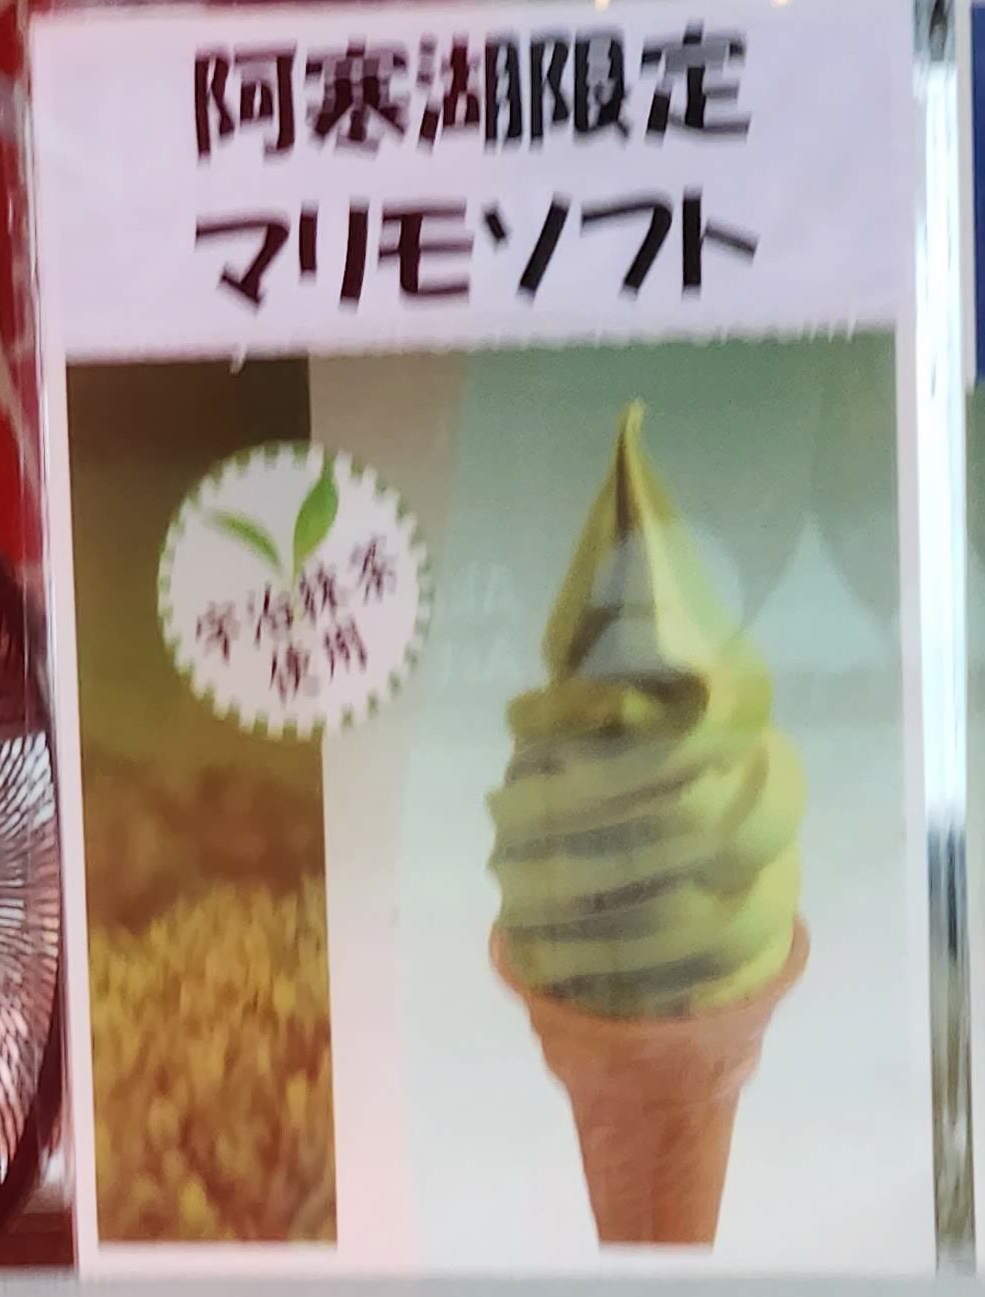 阿寒湖限定
マリモソフト
宇治抹茶
使用